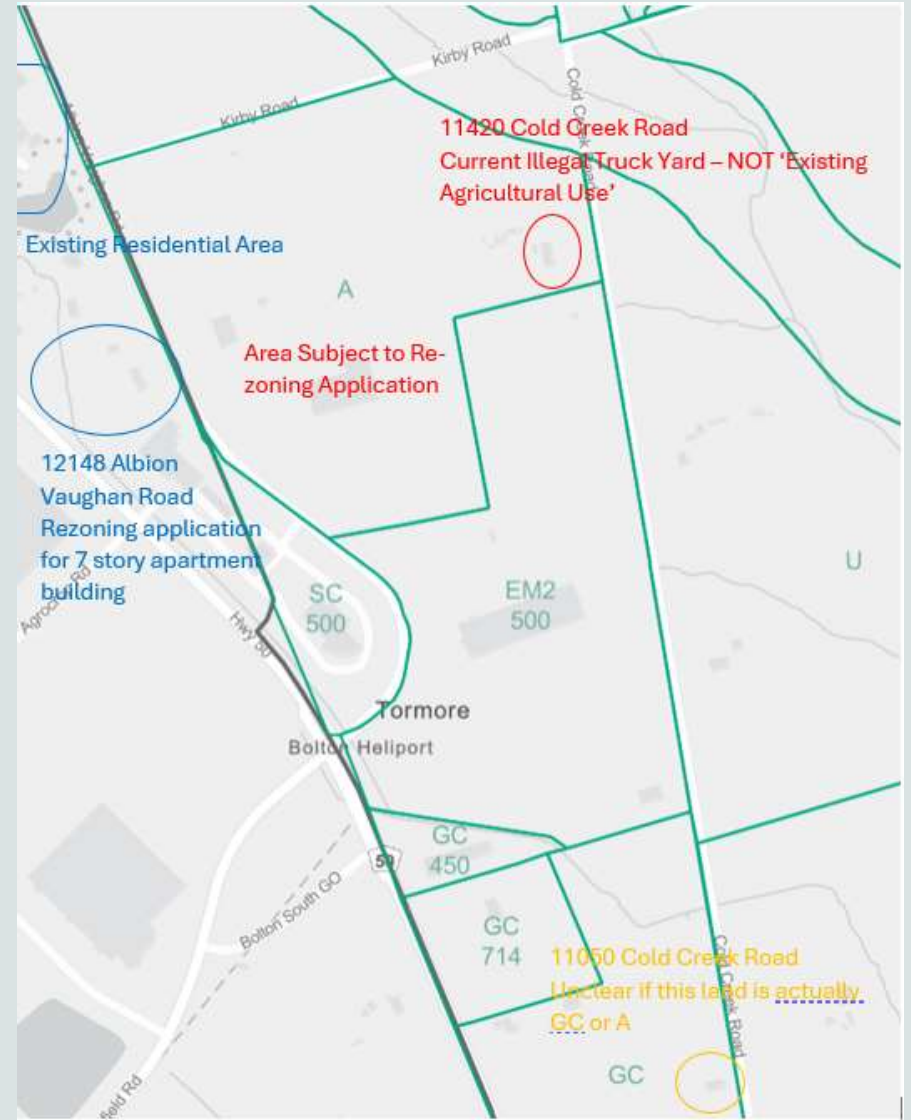 Kirby Road
Cold Creek Road
Kirby Road
11420 Cold Creek Road
Current Illegal Truck Yard – NOT ‘Existing
Agricultural Use’
Existing Residential Area
A
Area Subject to Re-
zoning Application
12148 Albion
Vaughan Road
Rezoning application
for 7 story apartment
building
U
SC
500
EM2
500
Hwy 50
Tormore
Bolton Heliport
GC
450
Bolton South GO
GC
714
11050 Cold Creek Road
Unclear if this land is actually
GC or A
Cold Creek Road
GC